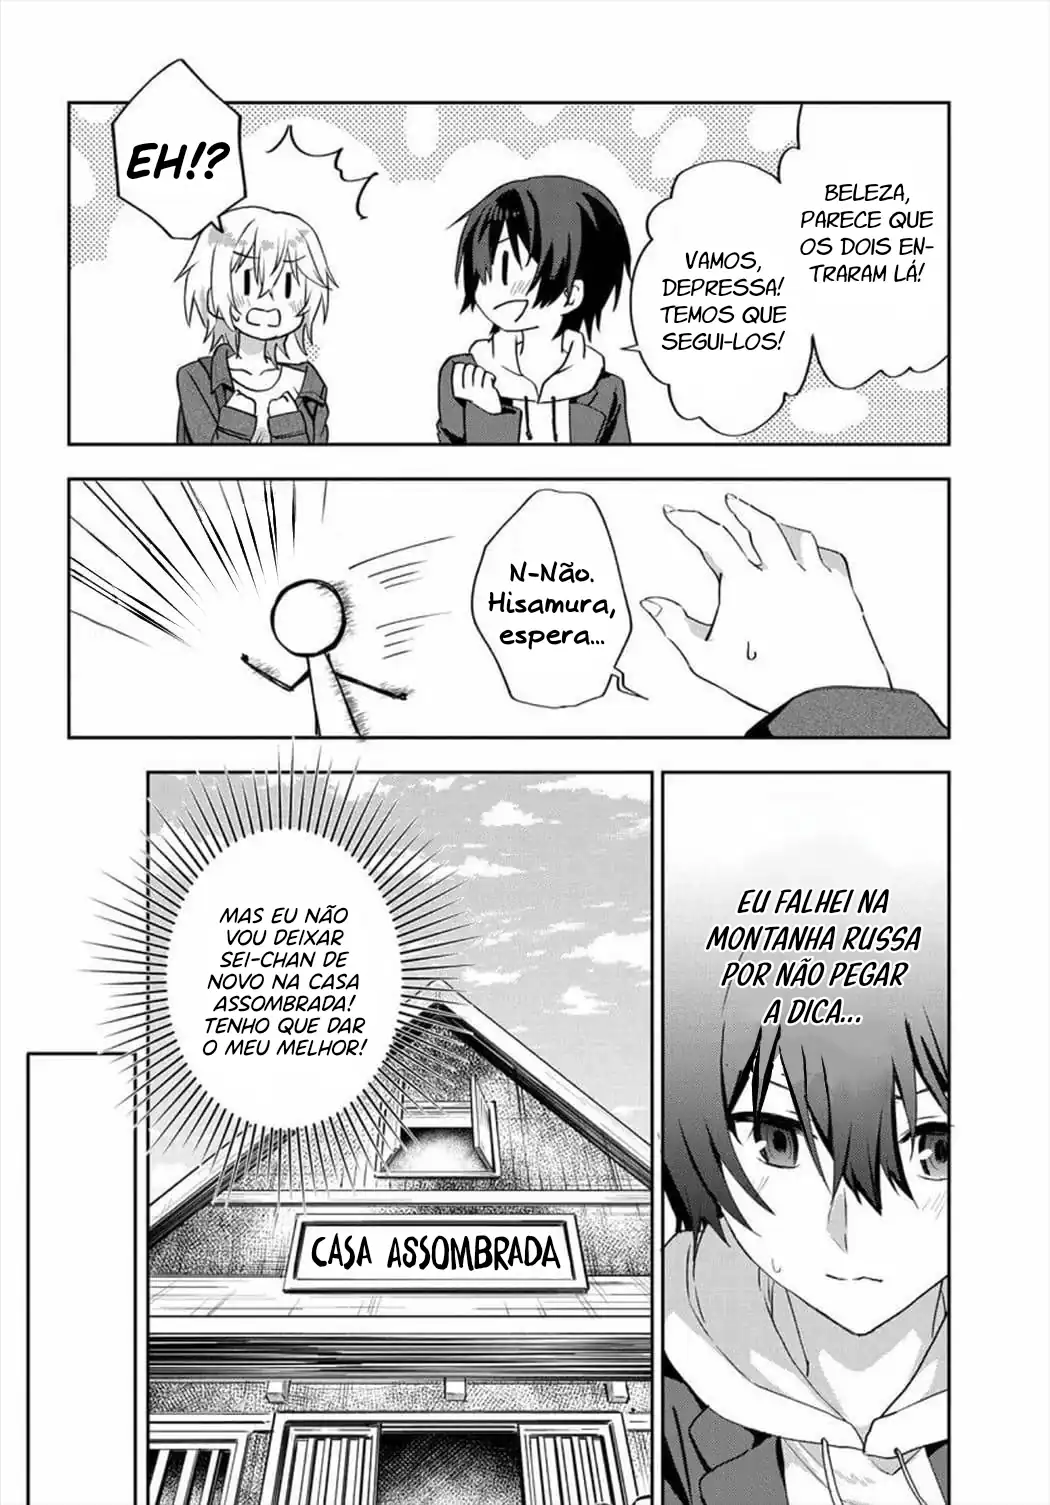 BELEZA,
PARECE QUE
OS DOIS EN-
TRARAM LÁ!
VAMOS,
DEPRESSA!
TEMOS QUE
SEGUI-LOS!
EH!?
N-Não.
Hisamura,
espera...
EU FALHEI NA
MONTANHA RUSSA
POR NÃO PEGAR
A DICA...
MAS EU NÃO
VOU DEIXAR
SEI-CHAN DE
NOVO NA CASA
ASSOMBRADA!
TENHO QUE DAR
O MEU MELHOR!
CASA ASSOMBRADA